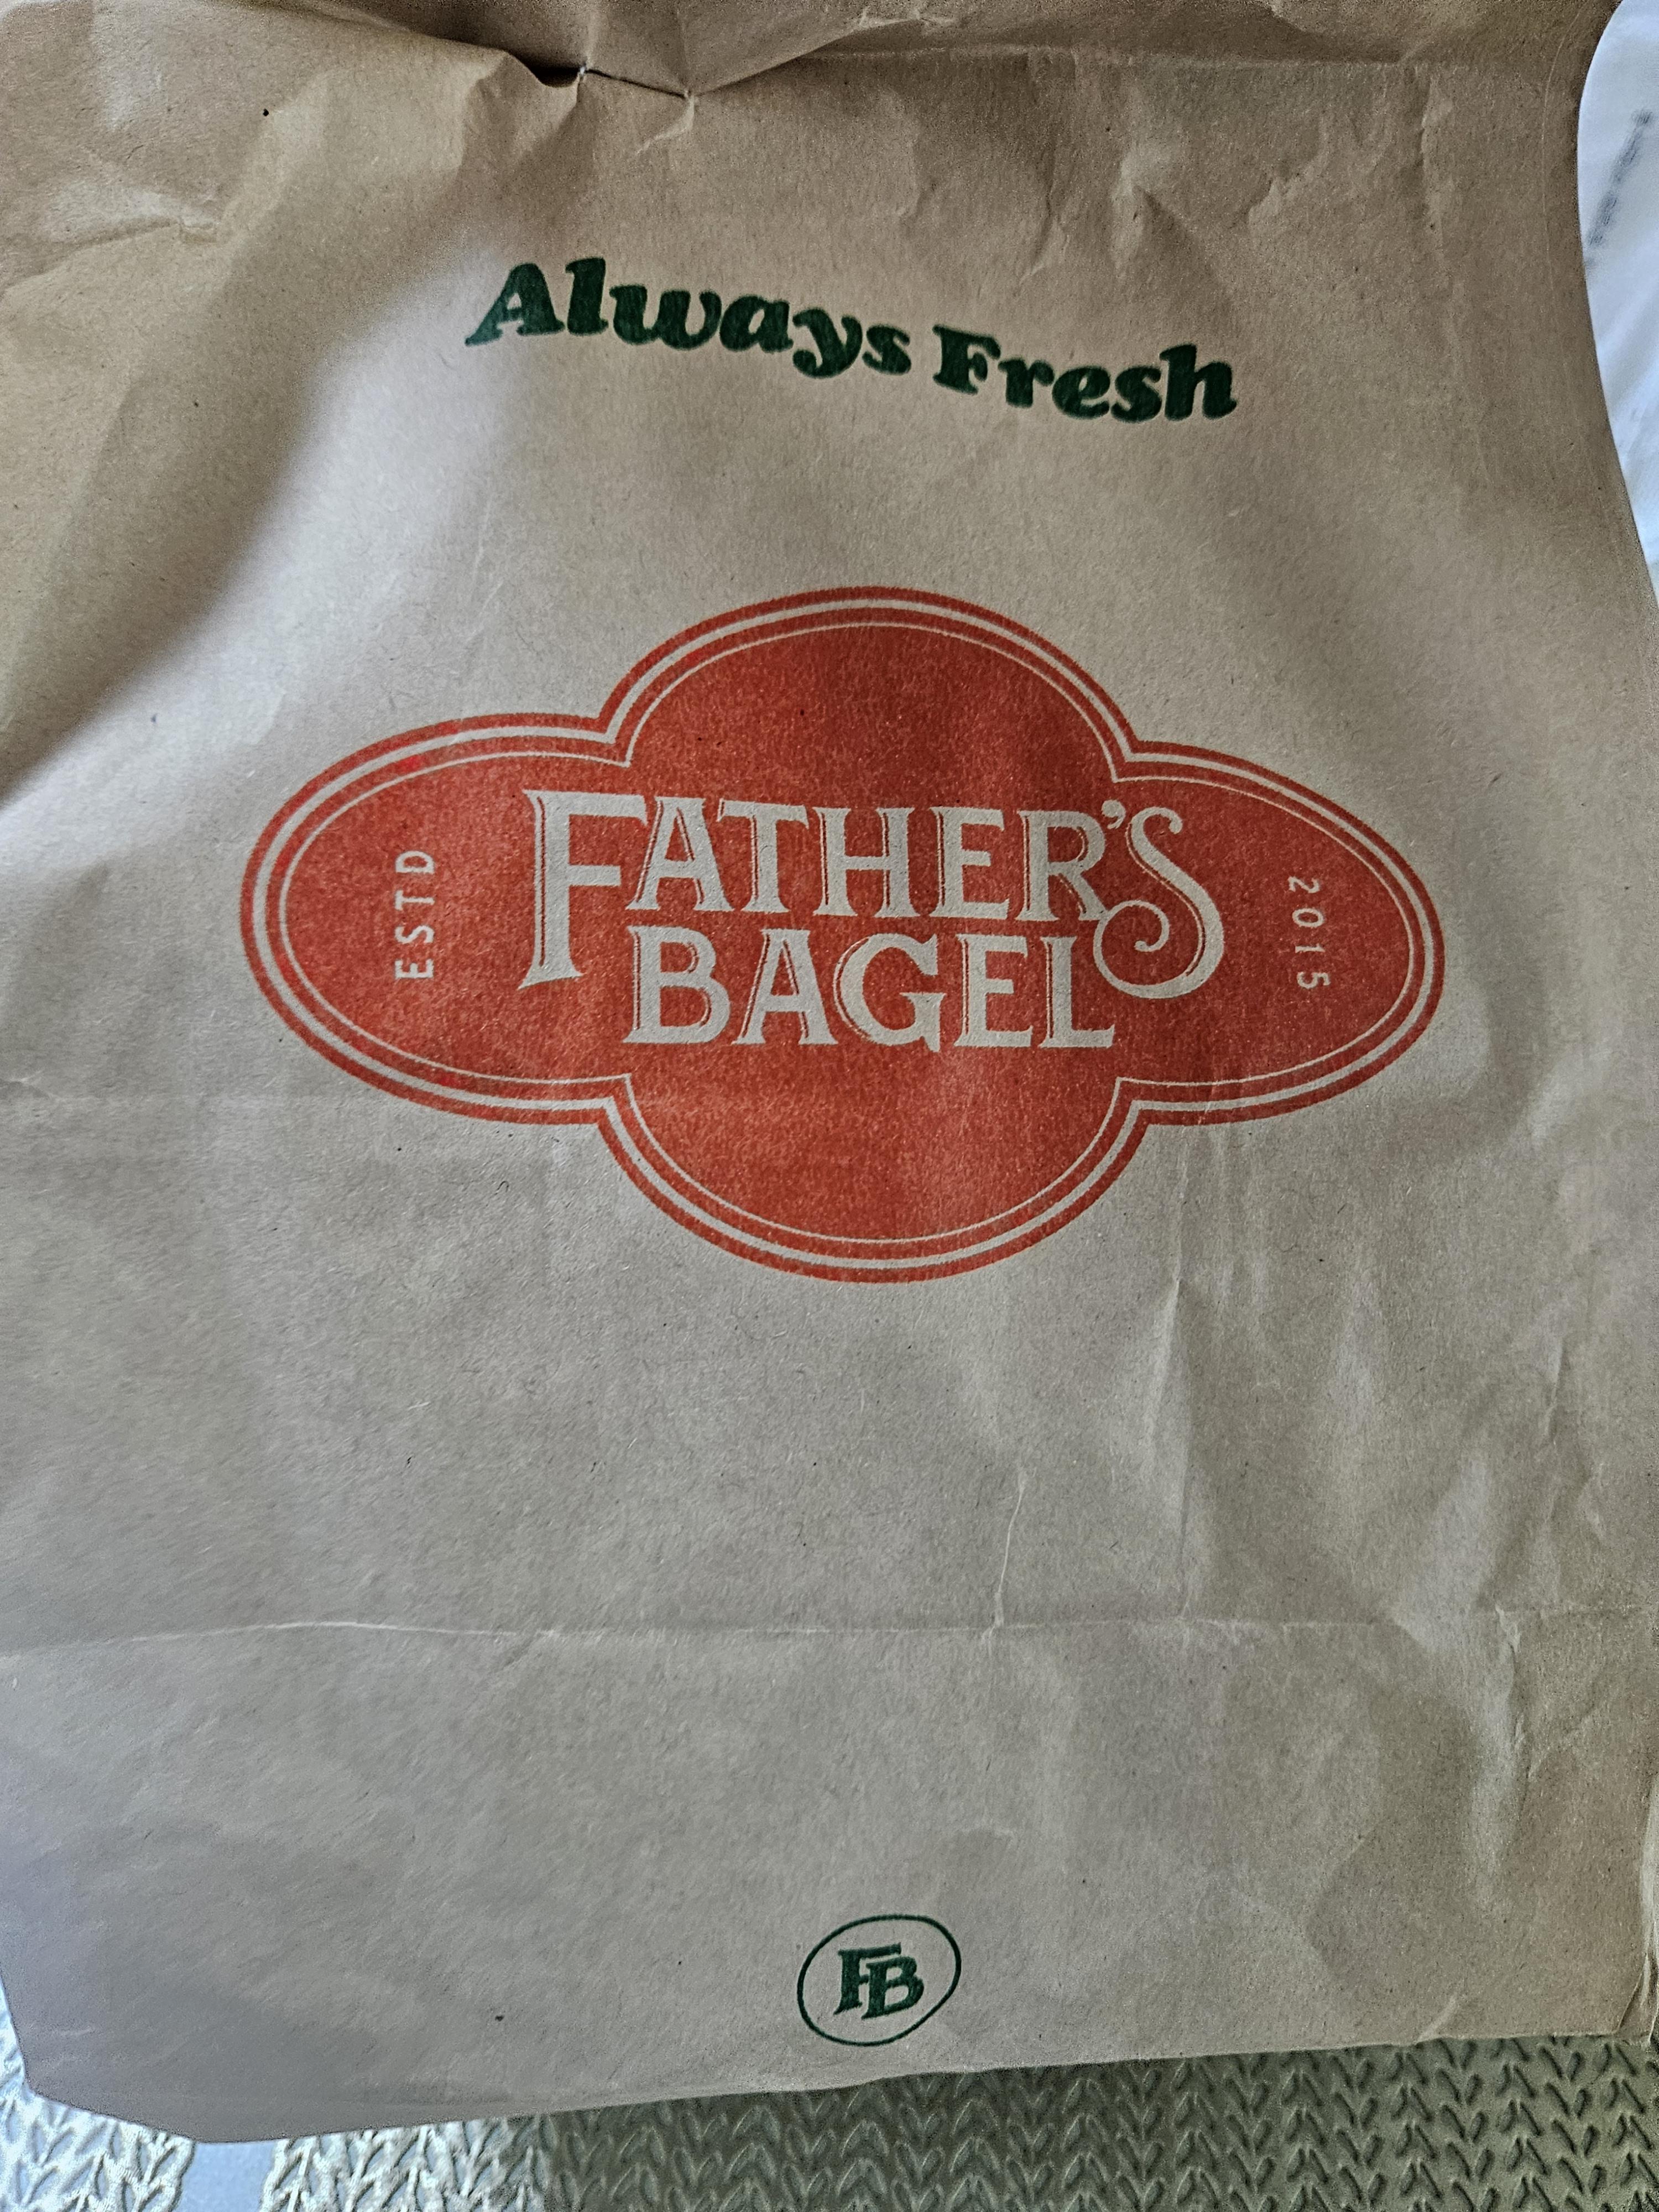 Always Fresh
ESTD
FATHER'S
BAGEL
2015
FB